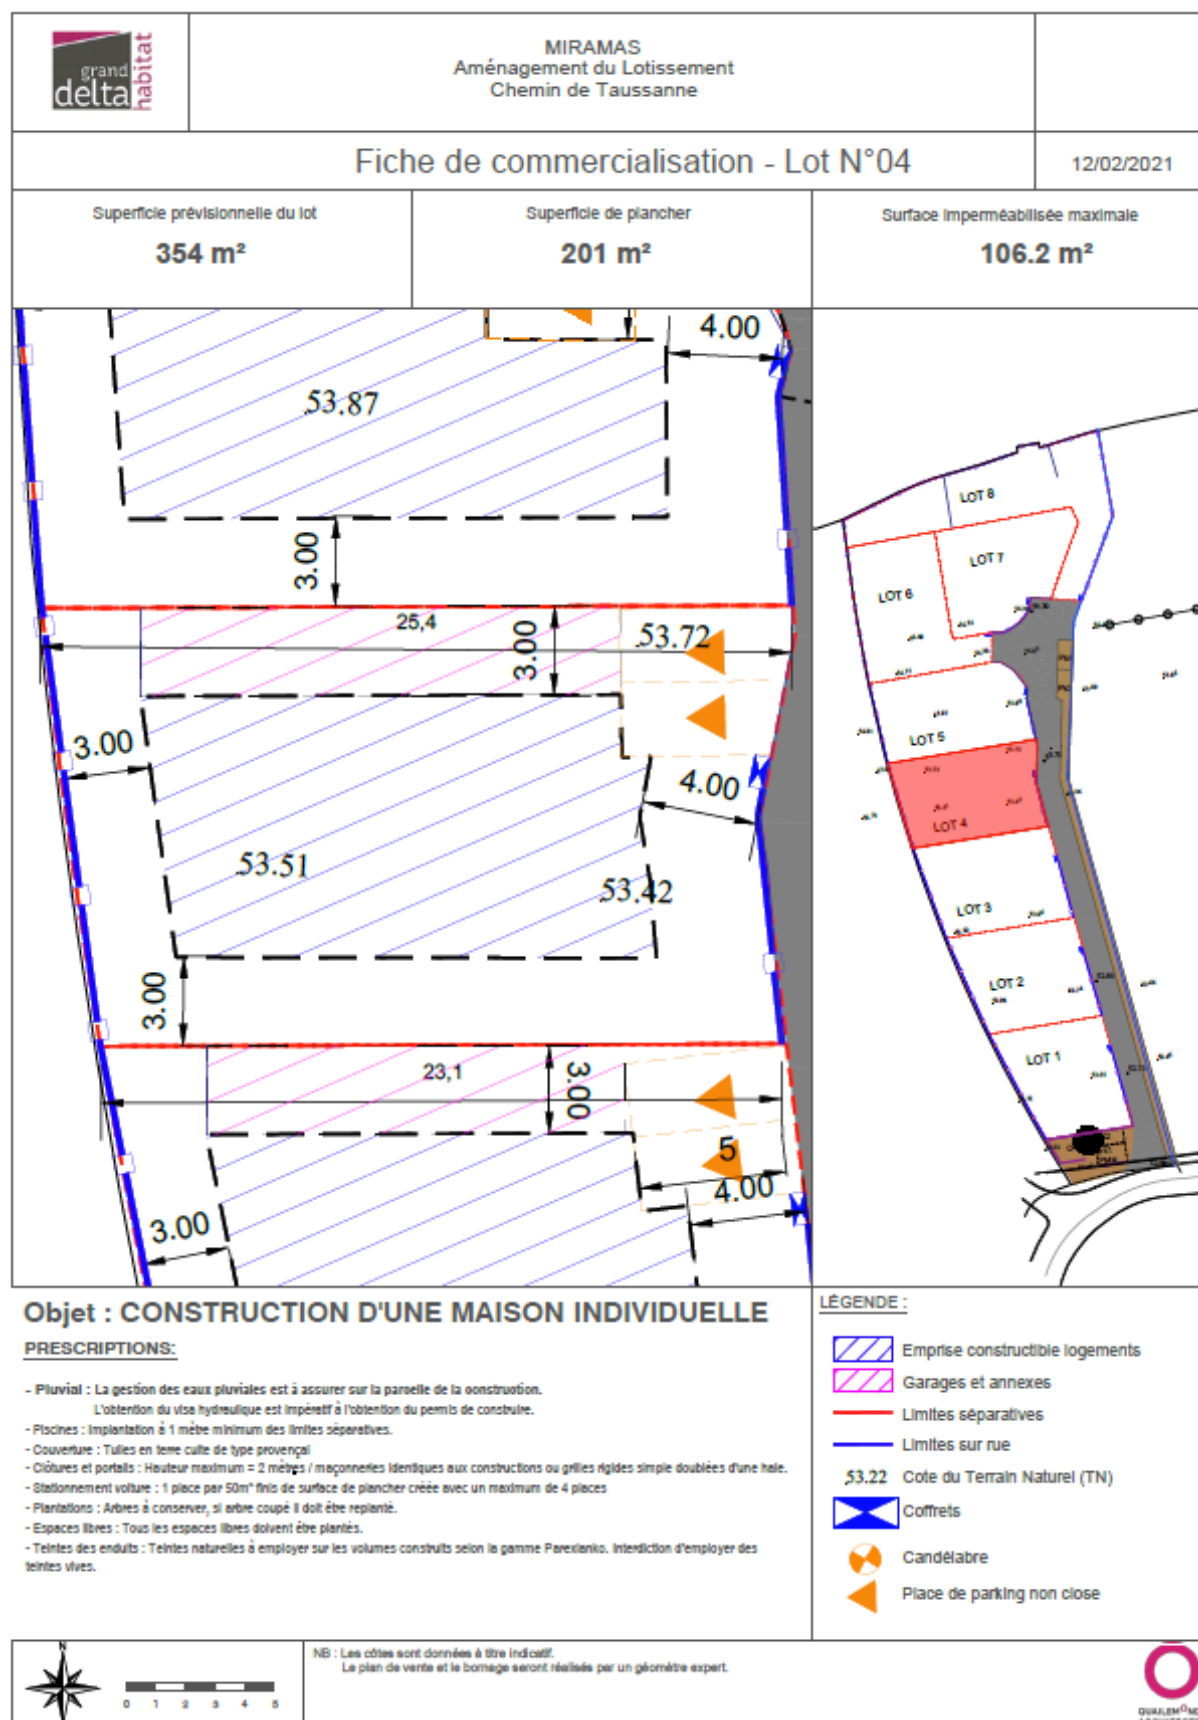 grand
delta
habitat
MIRAMAS
Aménagement du Lotissement
Chemin de Taussanne
Fiche de commercialisation - Lot N°04
12/02/2021
Superficie prévisionnelle du lot
354 m²
Superficie de plancher
201 m²
Surface imperméabilisée maximale
106.2 m²
4.00
53.87
3.00
25,4
3.00
53.72
3.00
4.00
53.51
53.42
3.00
23,1
3.00
5
4.00
3.00
LOT 8
LOT 7
LOT 6
LOT 5
LOT 4
LOT 3
LOT 2
LOT 1
Objet : CONSTRUCTION D'UNE MAISON INDIVIDUELLE
PRESCRIPTIONS:
- Pluvial : La gestion des eaux pluviales est à assurer sur la parcelle de la construction.
L'obtention du visa hydraulique est impératif à l'obtention du permis de construire.
- Piscines : Implantation à 1 mètre minimum des limites séparatives.
- Couverture : Tuiles en terre cuite de type provençal
- Clôtures et portails : Hauteur maximum = 2 mètres / maçonneries identiques aux constructions ou grilles rigides simple doublées d'une haie.
- Stationnement voiture : 1 place par 50m² finis de surface de plancher créée avec un maximum de 4 places
- Plantations : Arbres à conserver, si arbre coupé il doit être replanté.
- Espaces libres : Tous les espaces libres doivent être plantés.
- Teintes des enduits : Teintes naturelles à employer sur les volumes construits selon la gamme Parexlanko. Interdiction d'employer des
teintes vives.
LÉGENDE :
Emprise constructible logements
Garages et annexes
Limites séparatives
Limites sur rue
53.22 Cote du Terrain Naturel (TN)
Coffrets
Candélabre
Place de parking non close
N
0 1 2 3 4 5
NB : Les côtes sont données à titre indicatif.
Le plan de vente et le bornage seront réalisés par un géomètre expert.